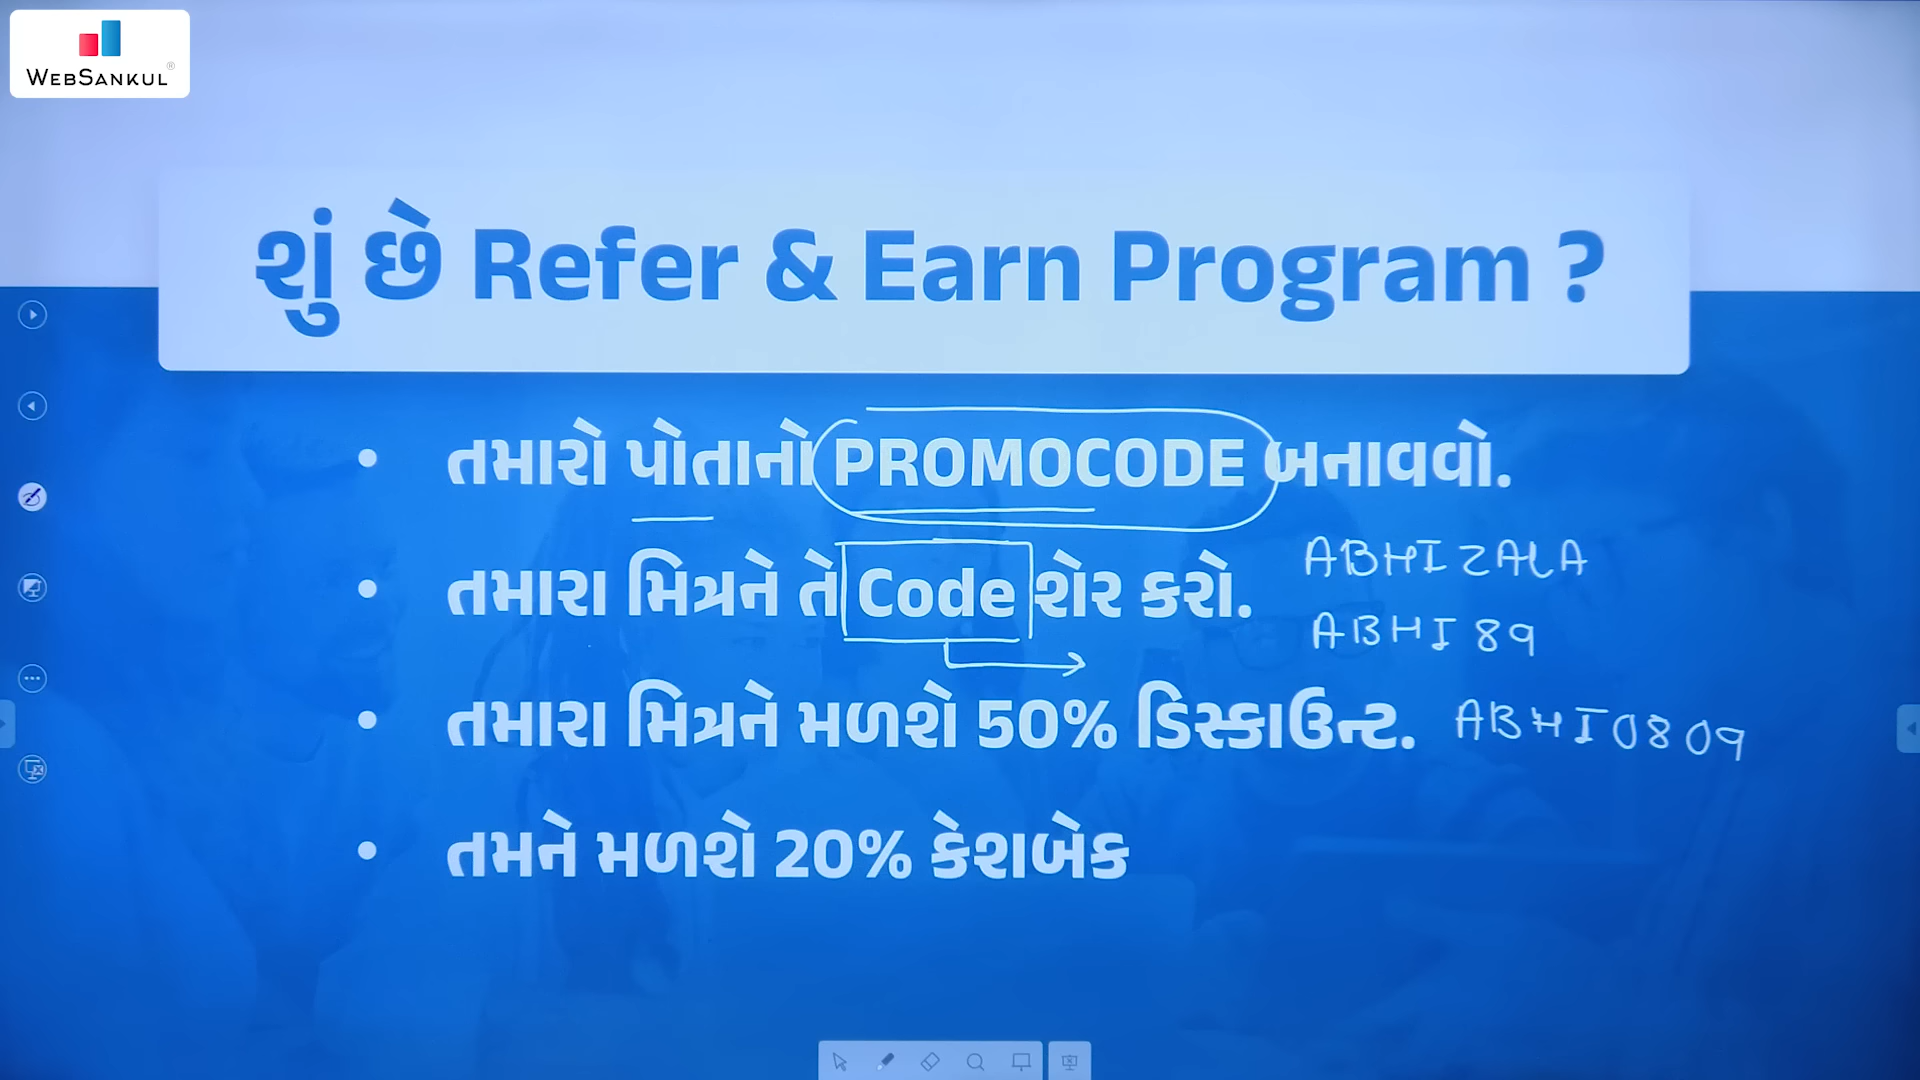 WEBSANKUL®
શું છે Refer & Earn Program ?
• તમારો પોતાનો PROMOCODE બનાવવો.
• તમારા મિત્રને તે Code શેર કરો.
ABHIZALA
ABHI89
• તમારા મિત્રને મળશે 50% ડિસ્કાઉન્ટ.
ABHI0809
• તમને મળશે 20% કેશબેક